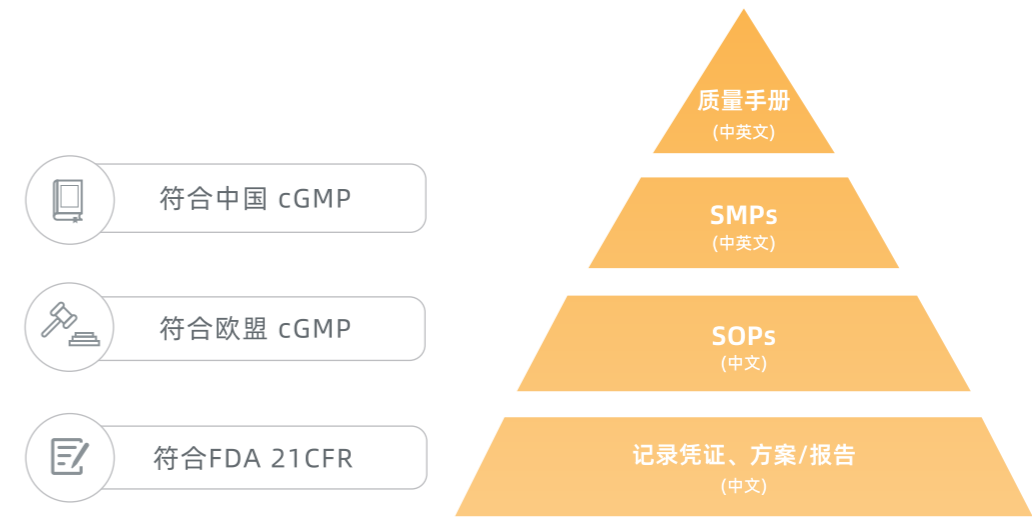 符合中国 cGMP
符合欧盟 cGMP
符合FDA 21CFR
质量手册
(中英文)
SMPs
(中英文)
SOPs
(中文)
记录凭证、方案/报告
(中文)